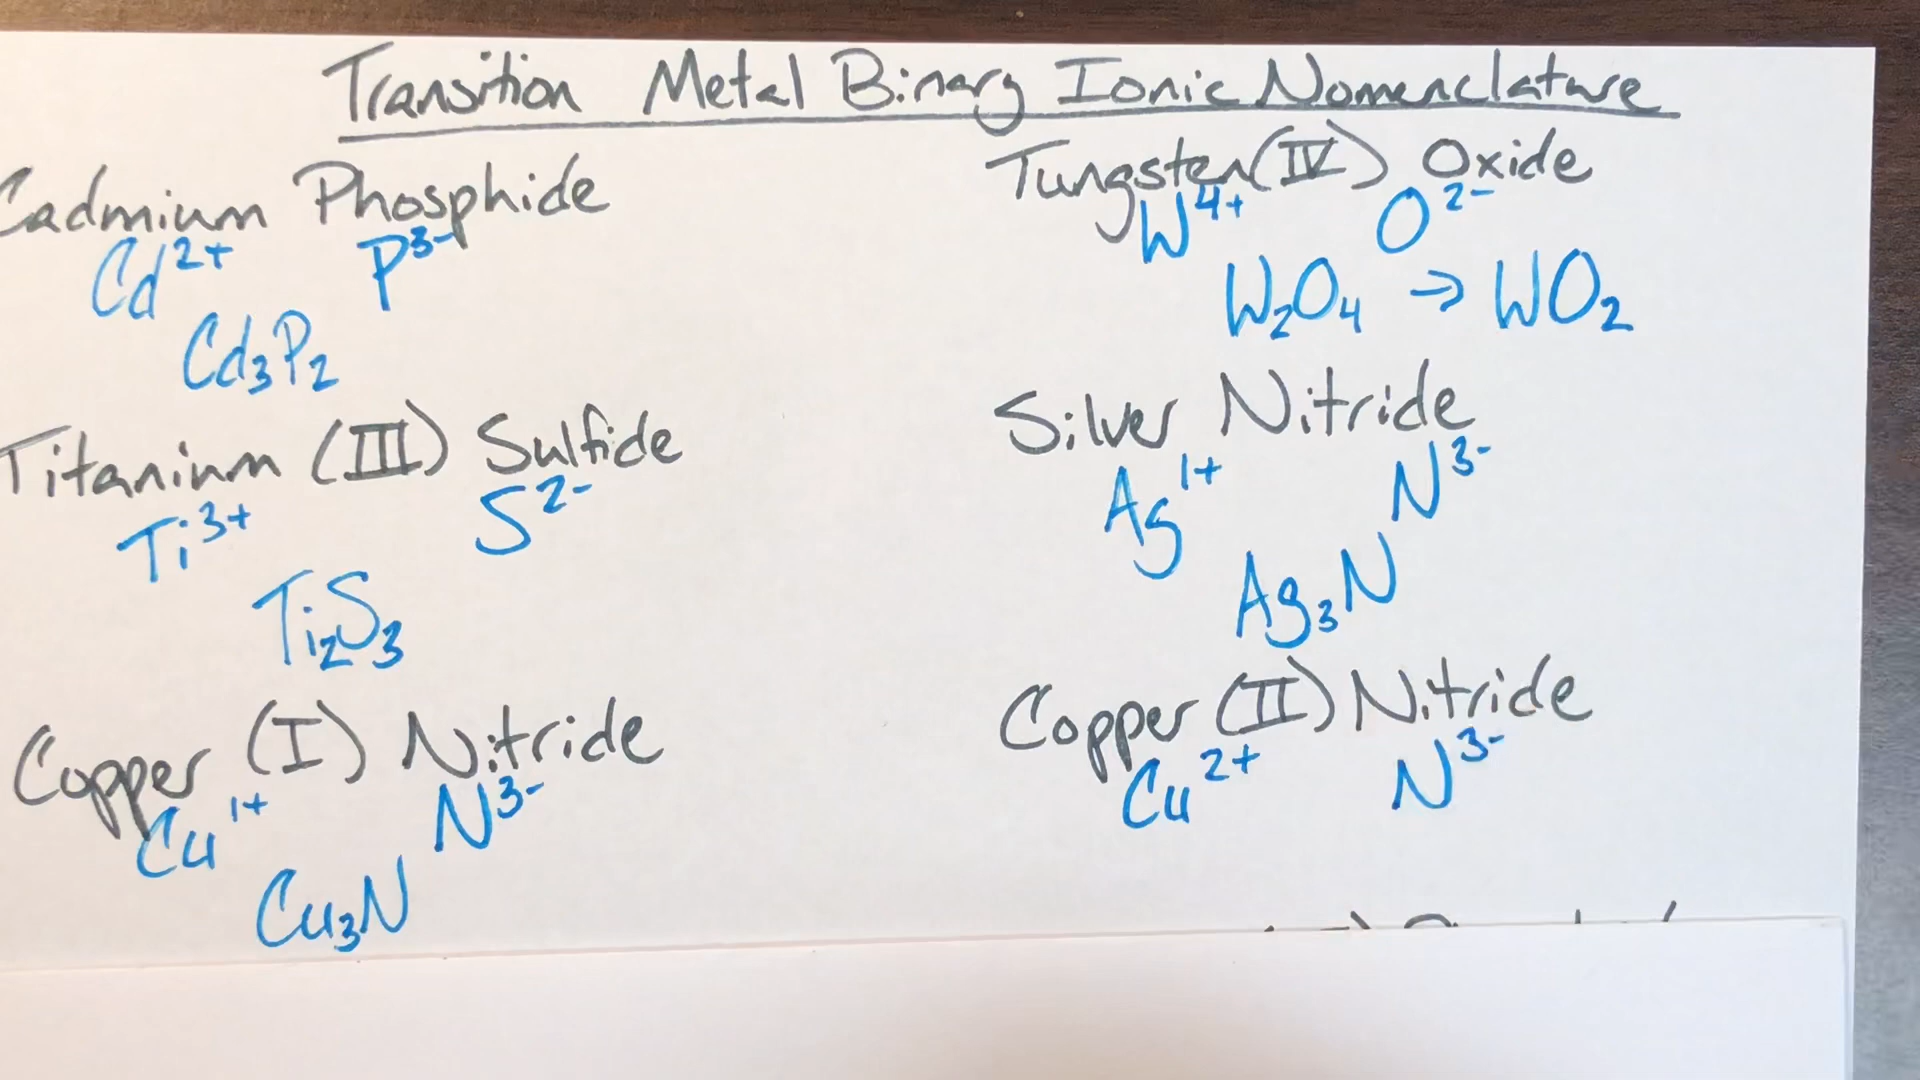 Transition Metal Binary Ionic Nomenclature
Cadmium Phosphide
Cd²⁺ P³⁻
Cd₃P₂
Titanium (III) Sulfide
Ti³⁺ S²⁻
Ti₂S₃
Copper (I) Nitride
Cu¹⁺ N³⁻
Cu₃N
Tungsten (IV) Oxide
W⁴⁺ O²⁻
W₂O₄ → WO₂
Silver Nitride
Ag¹⁺ N³⁻
Ag₃N
Copper (II) Nitride
Cu²⁺ N³⁻